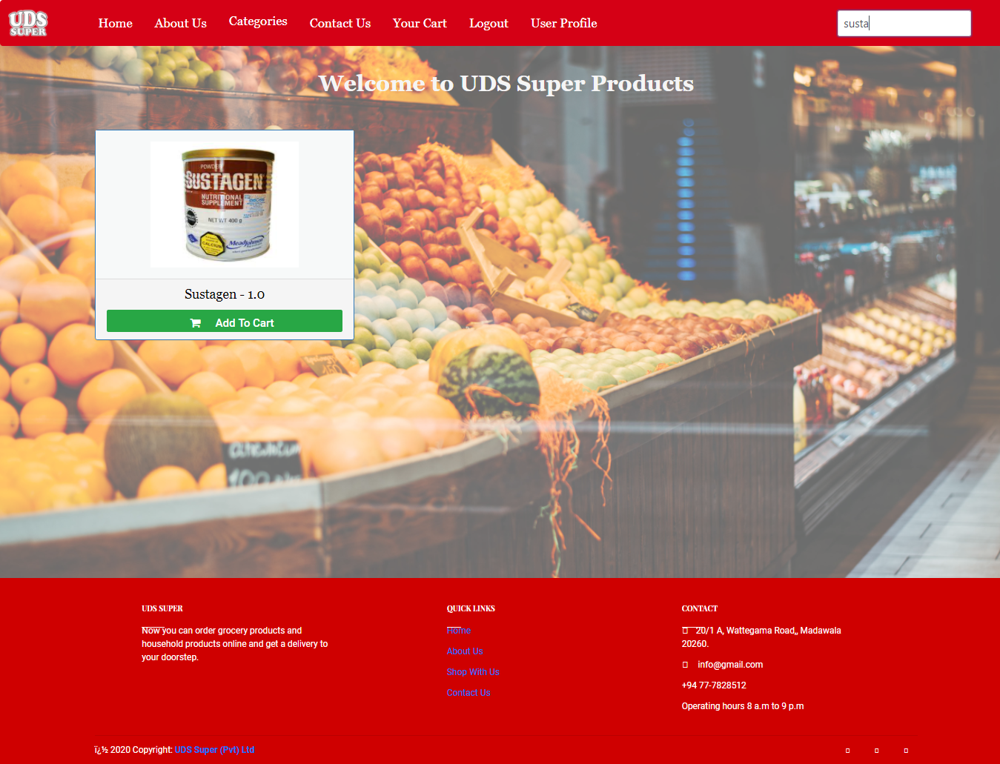 UDS
SUPER
Home
About Us
Categories
Contact Us
Your Cart
Logout
User Profile
susta
Welcome to UDS Super Products
POWDER
SUSTAGEN
NUTRITIONAL
SUPPLEMENT
NET WT 400 g
CALCIUM
MeadJohnson
Sustagen - 1.0
Add To Cart
UDS SUPER
Now you can order grocery products and
household products online and get a delivery to
your doorstep.
QUICK LINKS
Home
About Us
Shop With Us
Contact Us
CONTACT
20/1 A, Wattegama Road,, Madawala
20260.
info@gmail.com
+94 77-7828512
Operating hours 8 a.m to 9 p.m
ï¿½ 2020 Copyright: UDS Super (Pvt) Ltd